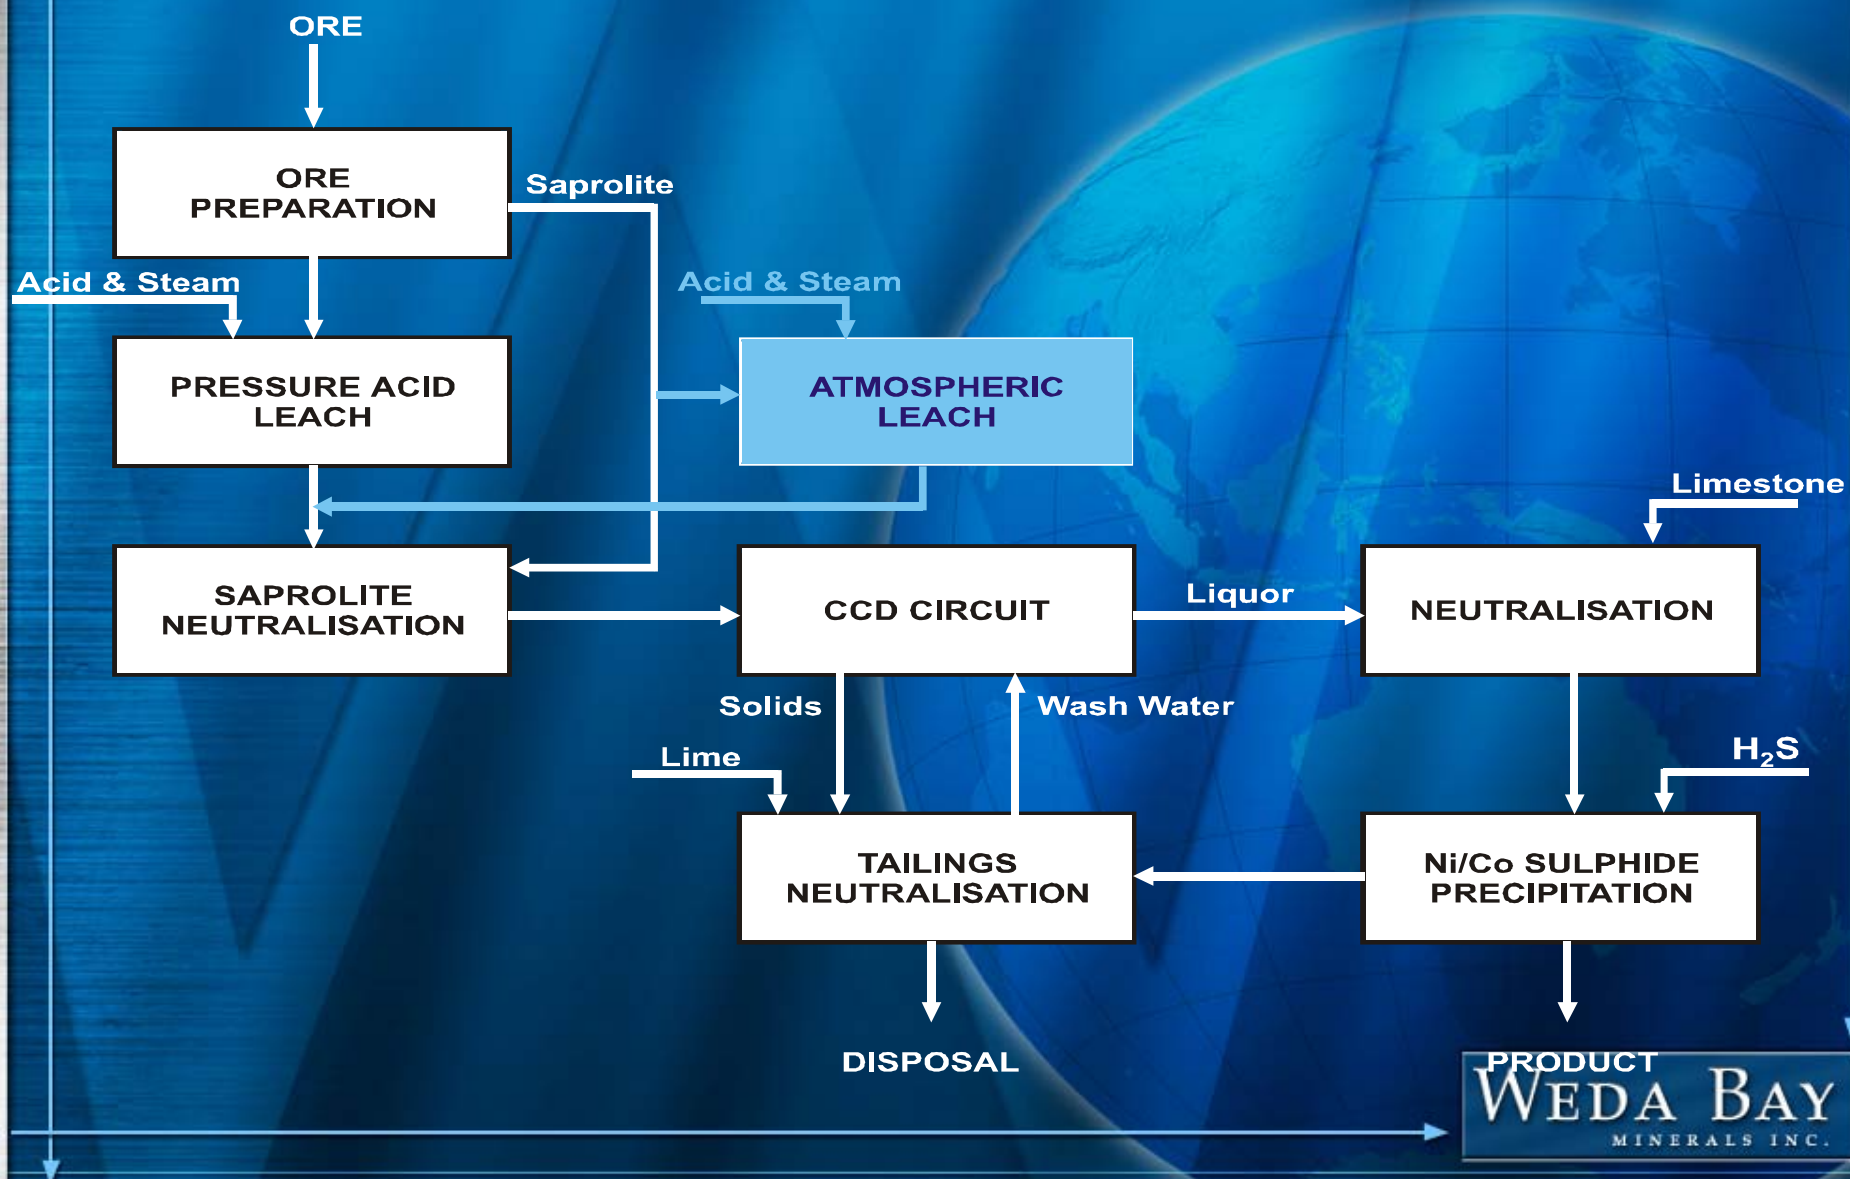 ORE
ORE
PREPARATION
Saprolite
Acid & Steam
Acid & Steam
PRESSURE ACID
LEACH
ATMOSPHERIC
LEACH
Limestone
SAPROLITE
NEUTRALISATION
CCD CIRCUIT
Liquor
NEUTRALISATION
Solids
Wash Water
Lime
H₂S
TAILINGS
NEUTRALISATION
Ni/Co SULPHIDE
PRECIPITATION
DISPOSAL
PRODUCT
WEDA BAY
MINERALS INC.